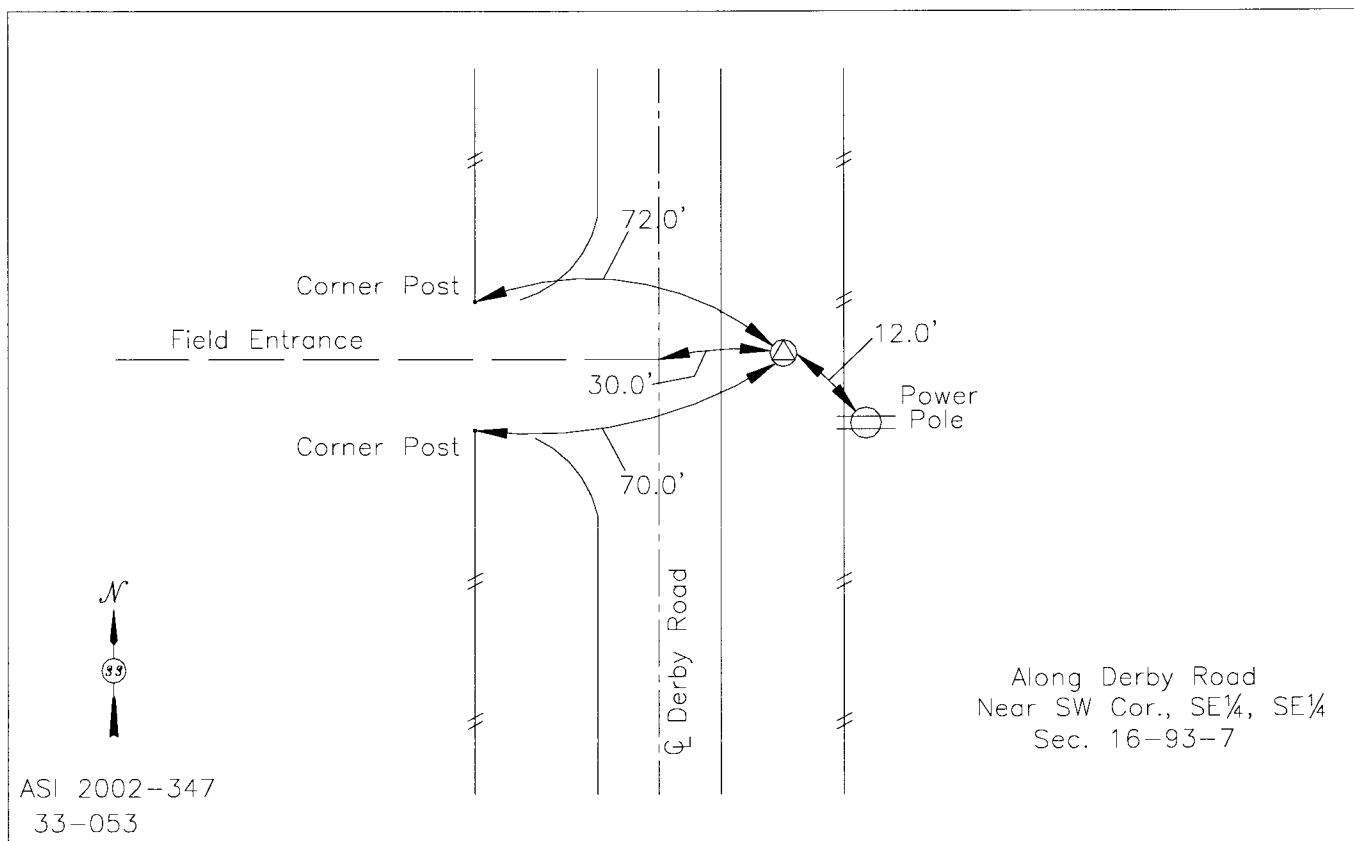 72.0'
Corner Post
Field Entrance
12.0'
30.0'
Power
Pole
Corner Post
70.0'
℄ Derby Road
N
33
Along Derby Road
Near SW Cor., SE¼, SE¼
Sec. 16-93-7
ASI 2002-347
33-053